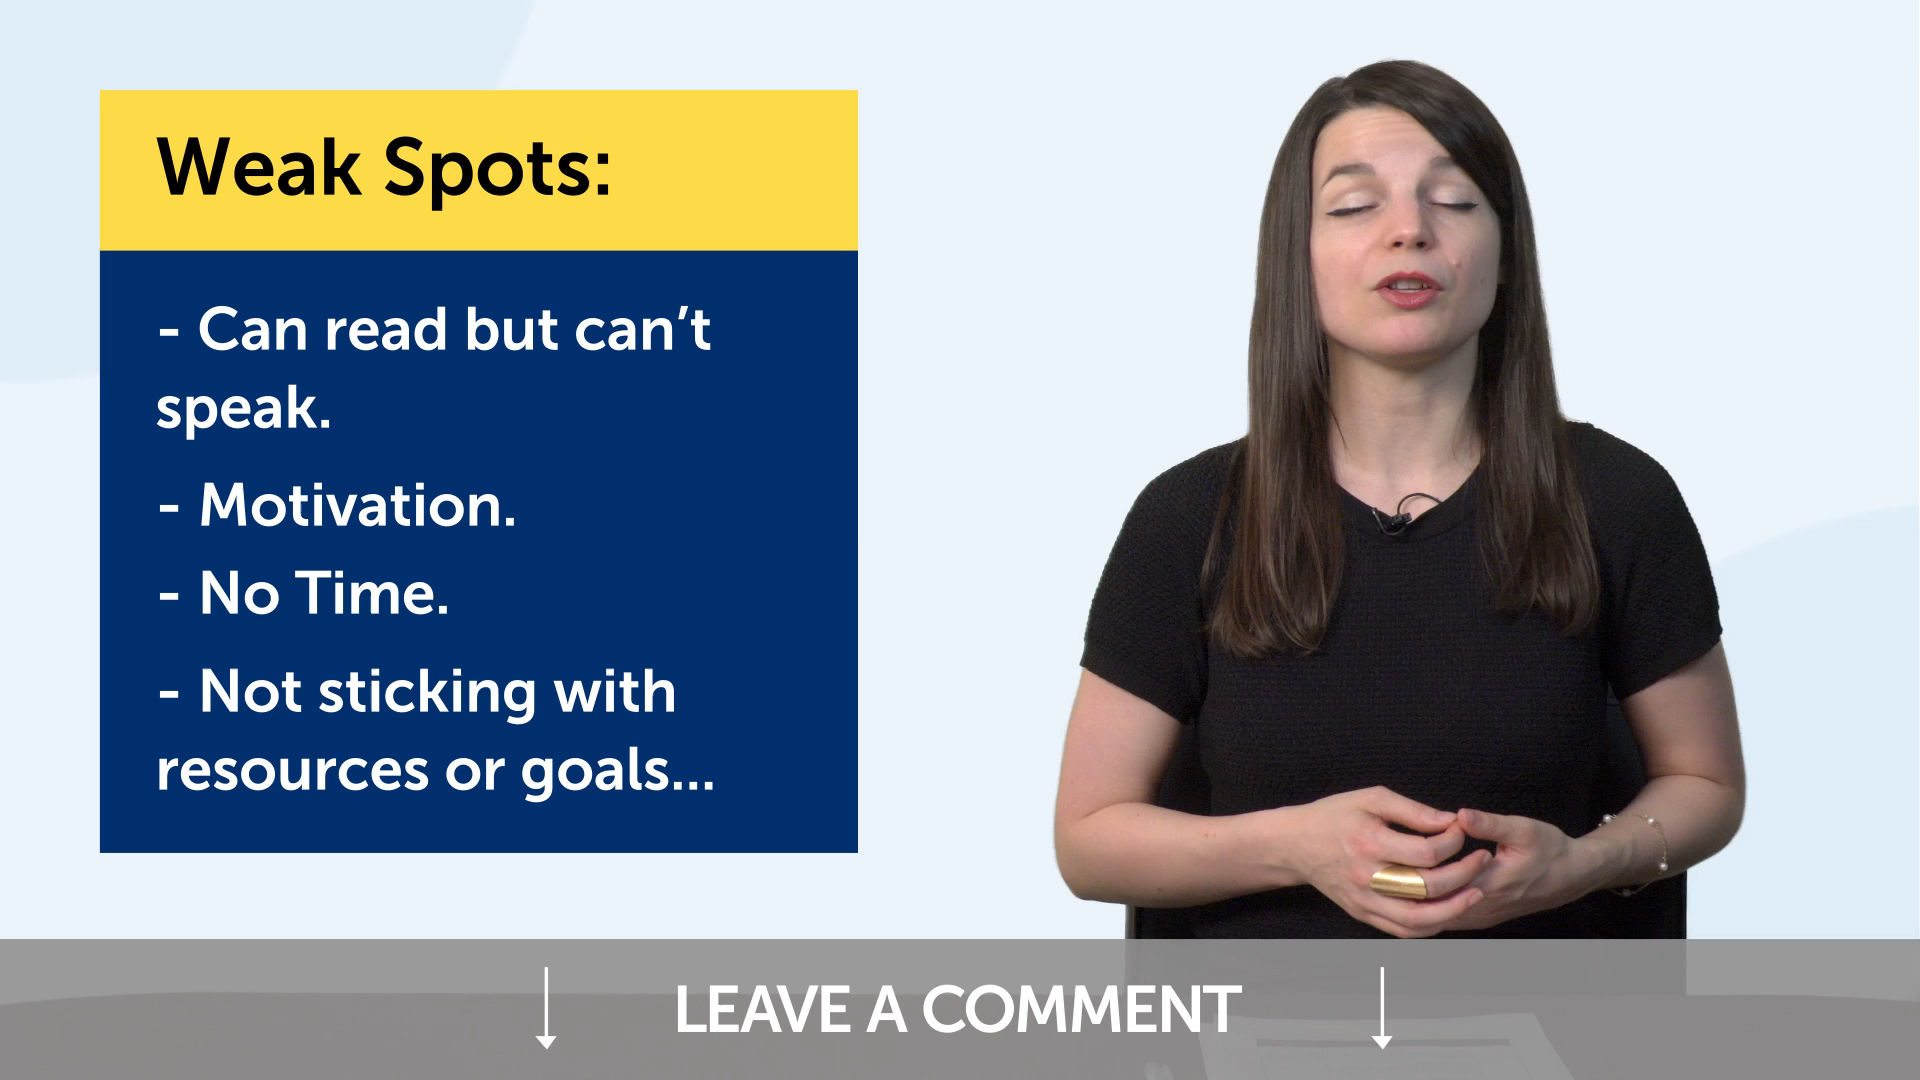 Weak Spots:
- Can read but can’t
speak.
- Motivation.
- No Time.
- Not sticking with
resources or goals...
LEAVE A COMMENT